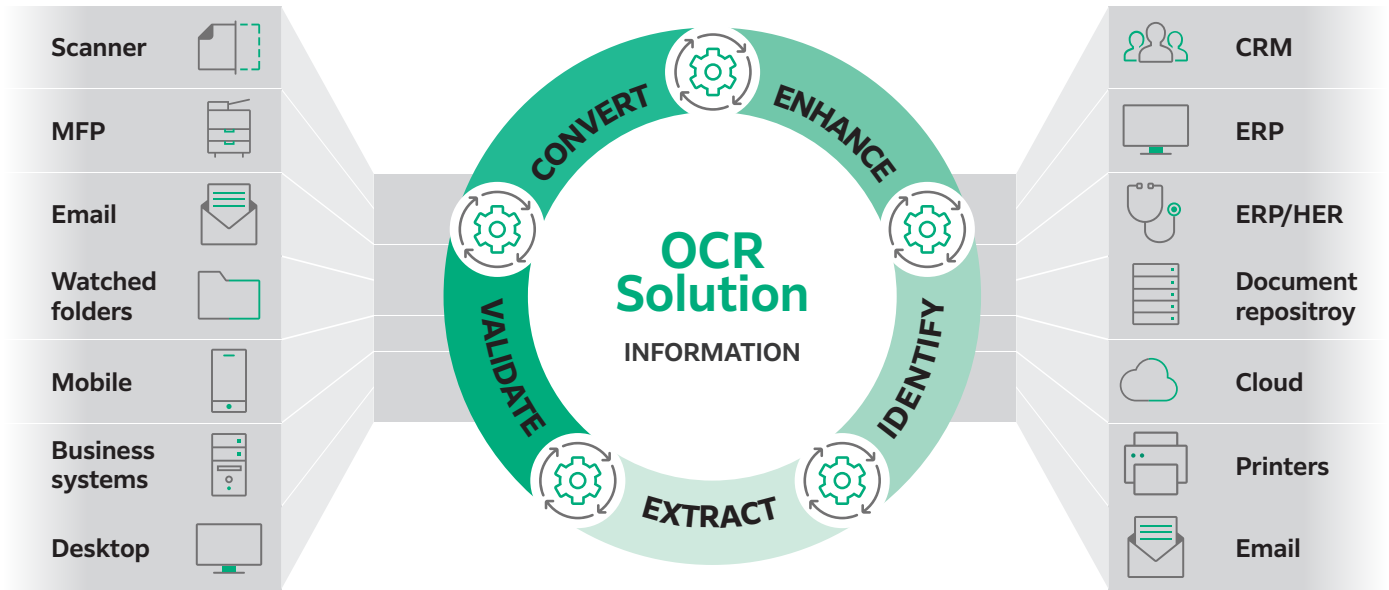 Scanner
MFP
Email
Watched
folders
Mobile
Business
systems
Desktop
CONVERT
ENHANCE
IDENTIFY
EXTRACT
VALIDATE
OCR
Solution
INFORMATION
CRM
ERP
ERP/HER
Document
repositroy
Cloud
Printers
Email